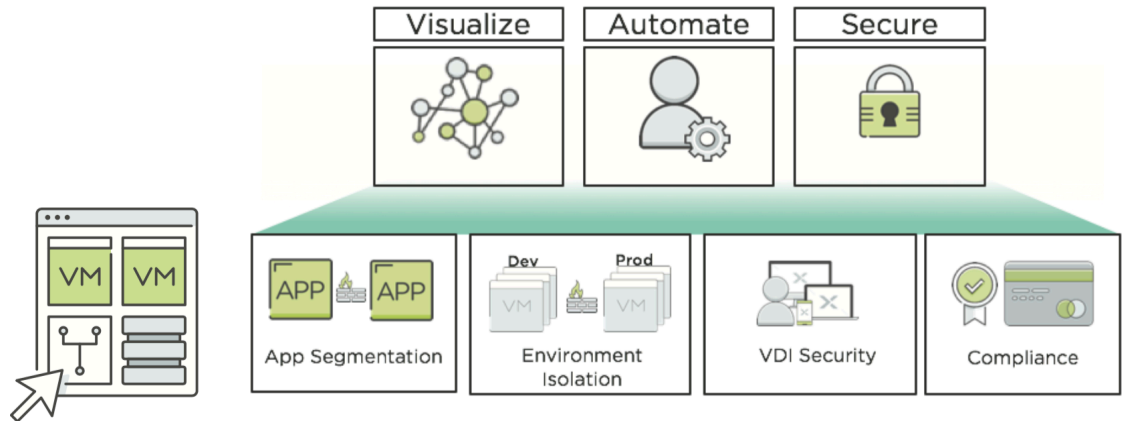 Visualize
Automate
Secure
VM
VM
APP
APP
App Segmentation
Dev
Prod
VM
VM
Environment
Isolation
VDI Security
Compliance